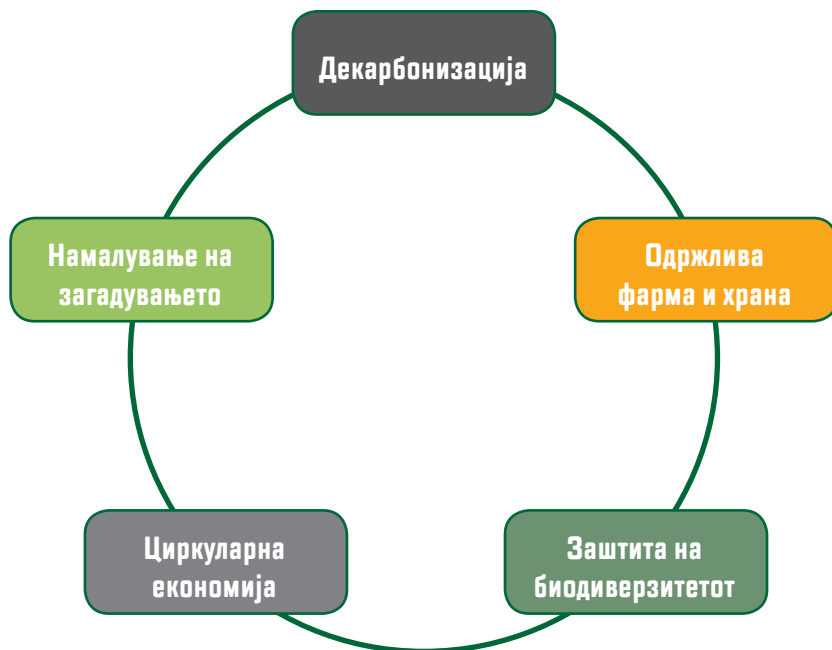 Декарбонизација
Намалување на
загадувањето
Одржлива
фарма и храна
Циркуларна
економија
Заштита на
биодиверзитетот